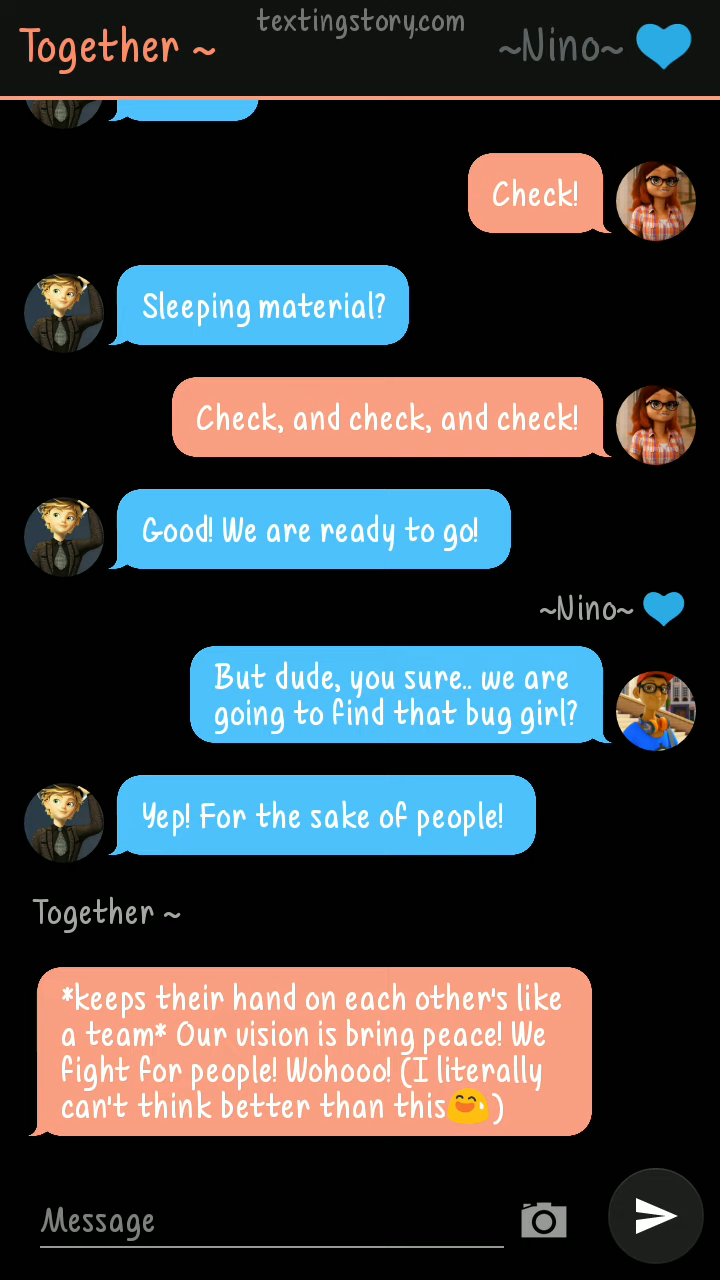 textingstory.com
Together ~
~Nino~
Check!
Sleeping material?
Check, and check, and check!
Good! We are ready to go!
~Nino~
But dude, you sure.. we are
going to find that bug girl?
Yep! For the sake of people!
Together ~
*keeps their hand on each other's like
a team* Our vision is bring peace! We
fight for people! Wohooo! (I literally
can't think better than this😅)
Message